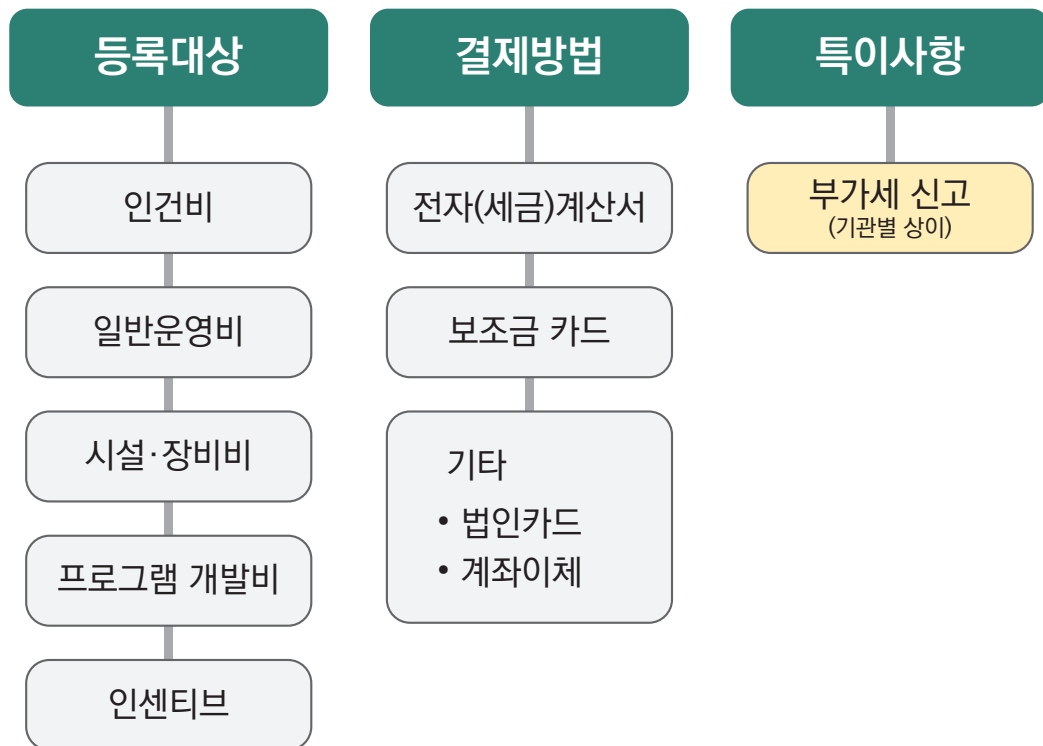 등록대상
인건비
일반운영비
시설·장비비
프로그램 개발비
인센티브
결제방법
전자(세금)계산서
보조금 카드
기타
• 법인카드
• 계좌이체
특이사항
부가세 신고
(기관별 상이)